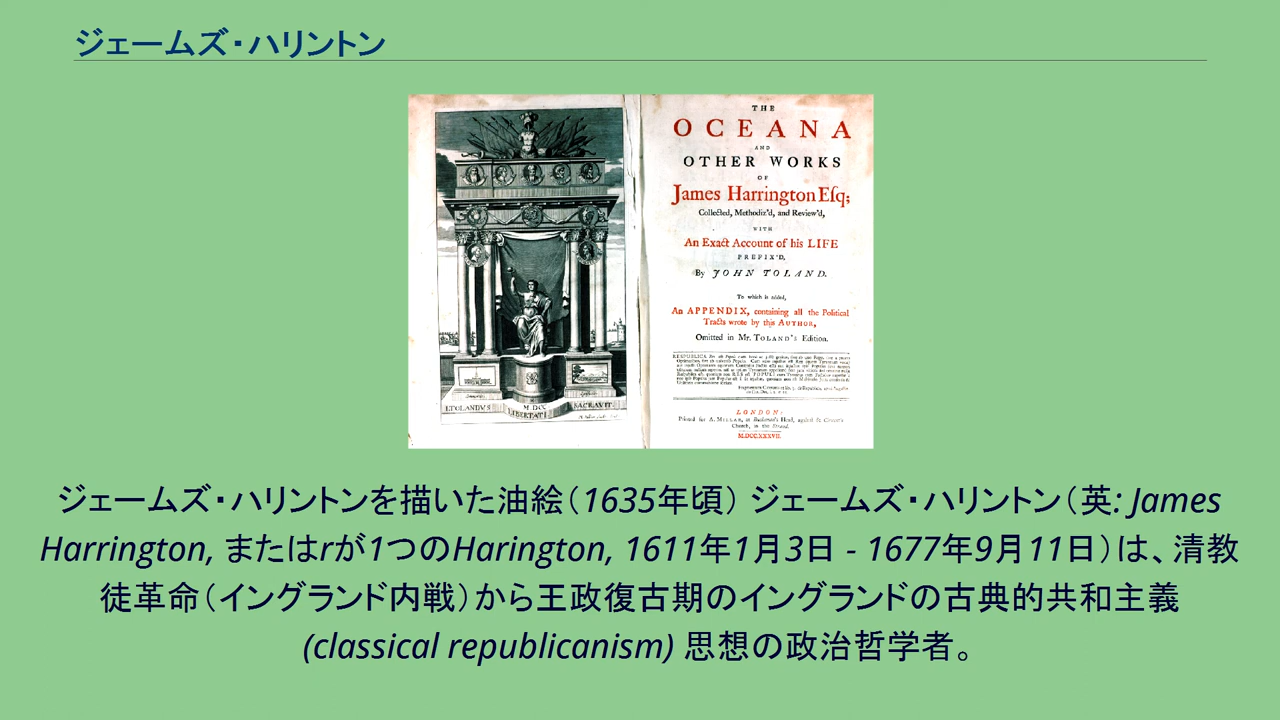 ジェームズ・ハリントン
THE
OCEANA
AND
OTHER WORKS
OF
James Harrington Esq;
Collected, Methodiz'd, and Review'd,
WITH
An Exact Account of his LIFE
PREFIX'D,
By JOHN TOLAND.
To which is added,
An APPENDIX, containing all the Political
Tracts wrote by this AUTHOR,
Omitted in Mr. TOLAND's Edition.
LONDON:
Printed for A. MILLAR, at Buchanan's Head, against St. Clement's
Church, in the Strand.
M.DCC.XXXVII.
M. DCC.
LIBERTATI
SACRAVIT.
ジェームズ・ハリントンを描いた油絵（1635年頃） ジェームズ・ハリントン（英: James
Harrington, またはrが1つのHarington, 1611年1月3日 - 1677年9月11日）は、清教
徒革命（イングランド内戦）から王政復古期のイングランドの古典的共和主義
(classical republicanism) 思想の政治哲学者。